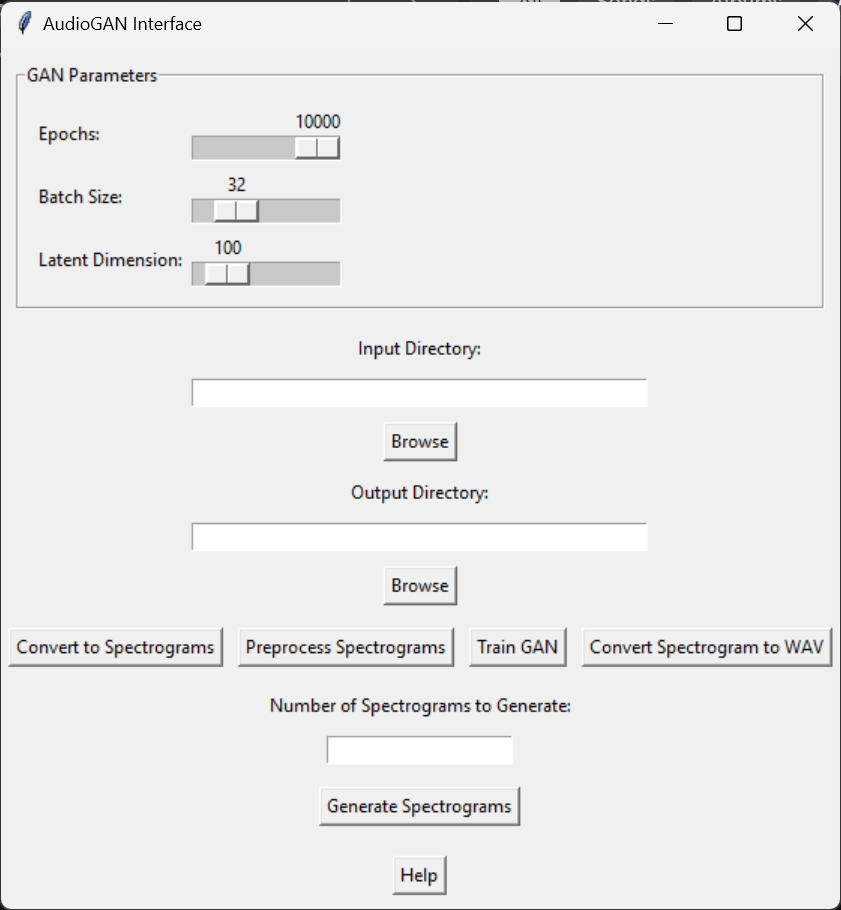 AudioGAN Interface
GAN Parameters
10000
Epochs:
32
Batch Size:
100
Latent Dimension:
Input Directory:
Browse
Output Directory:
Browse
Convert to Spectrograms Preprocess Spectrograms Train GAN Convert Spectrogram to WAV
Number of Spectrograms to Generate:
Generate Spectrograms
Help